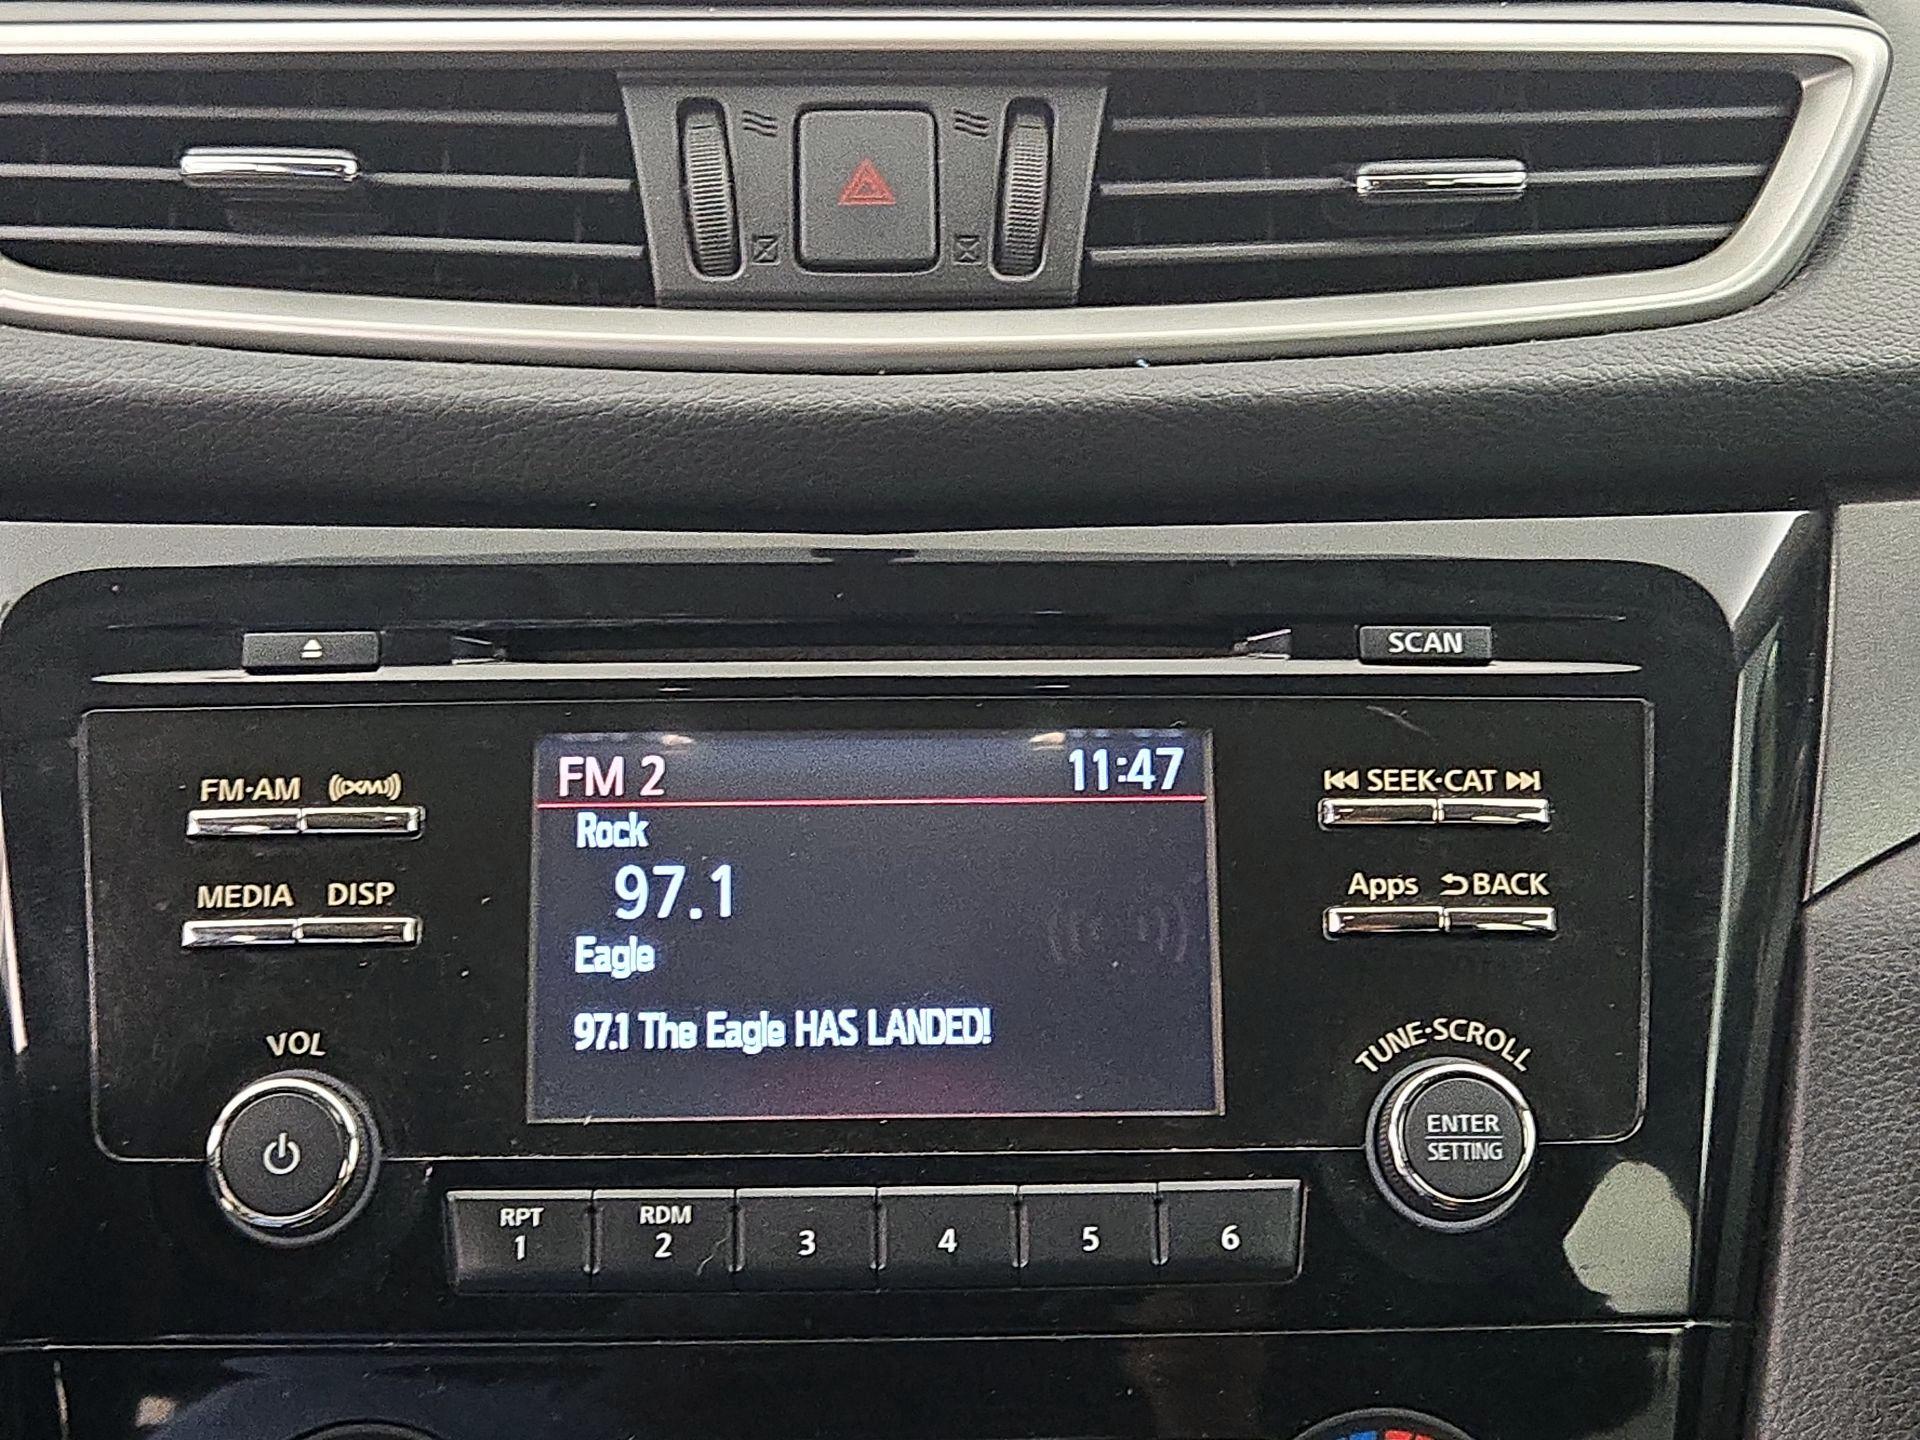 SCAN
FM·AM
XM
FM 2
11:47
SEEK·CAT
Rock
97.1
MEDIA
DISP
Apps
BACK
Eagle
97.1 The Eagle HAS LANDED!
VOL
TUNE·SCROLL
ENTER
SETTING
RPT
1
RDM
2
3
4
5
6